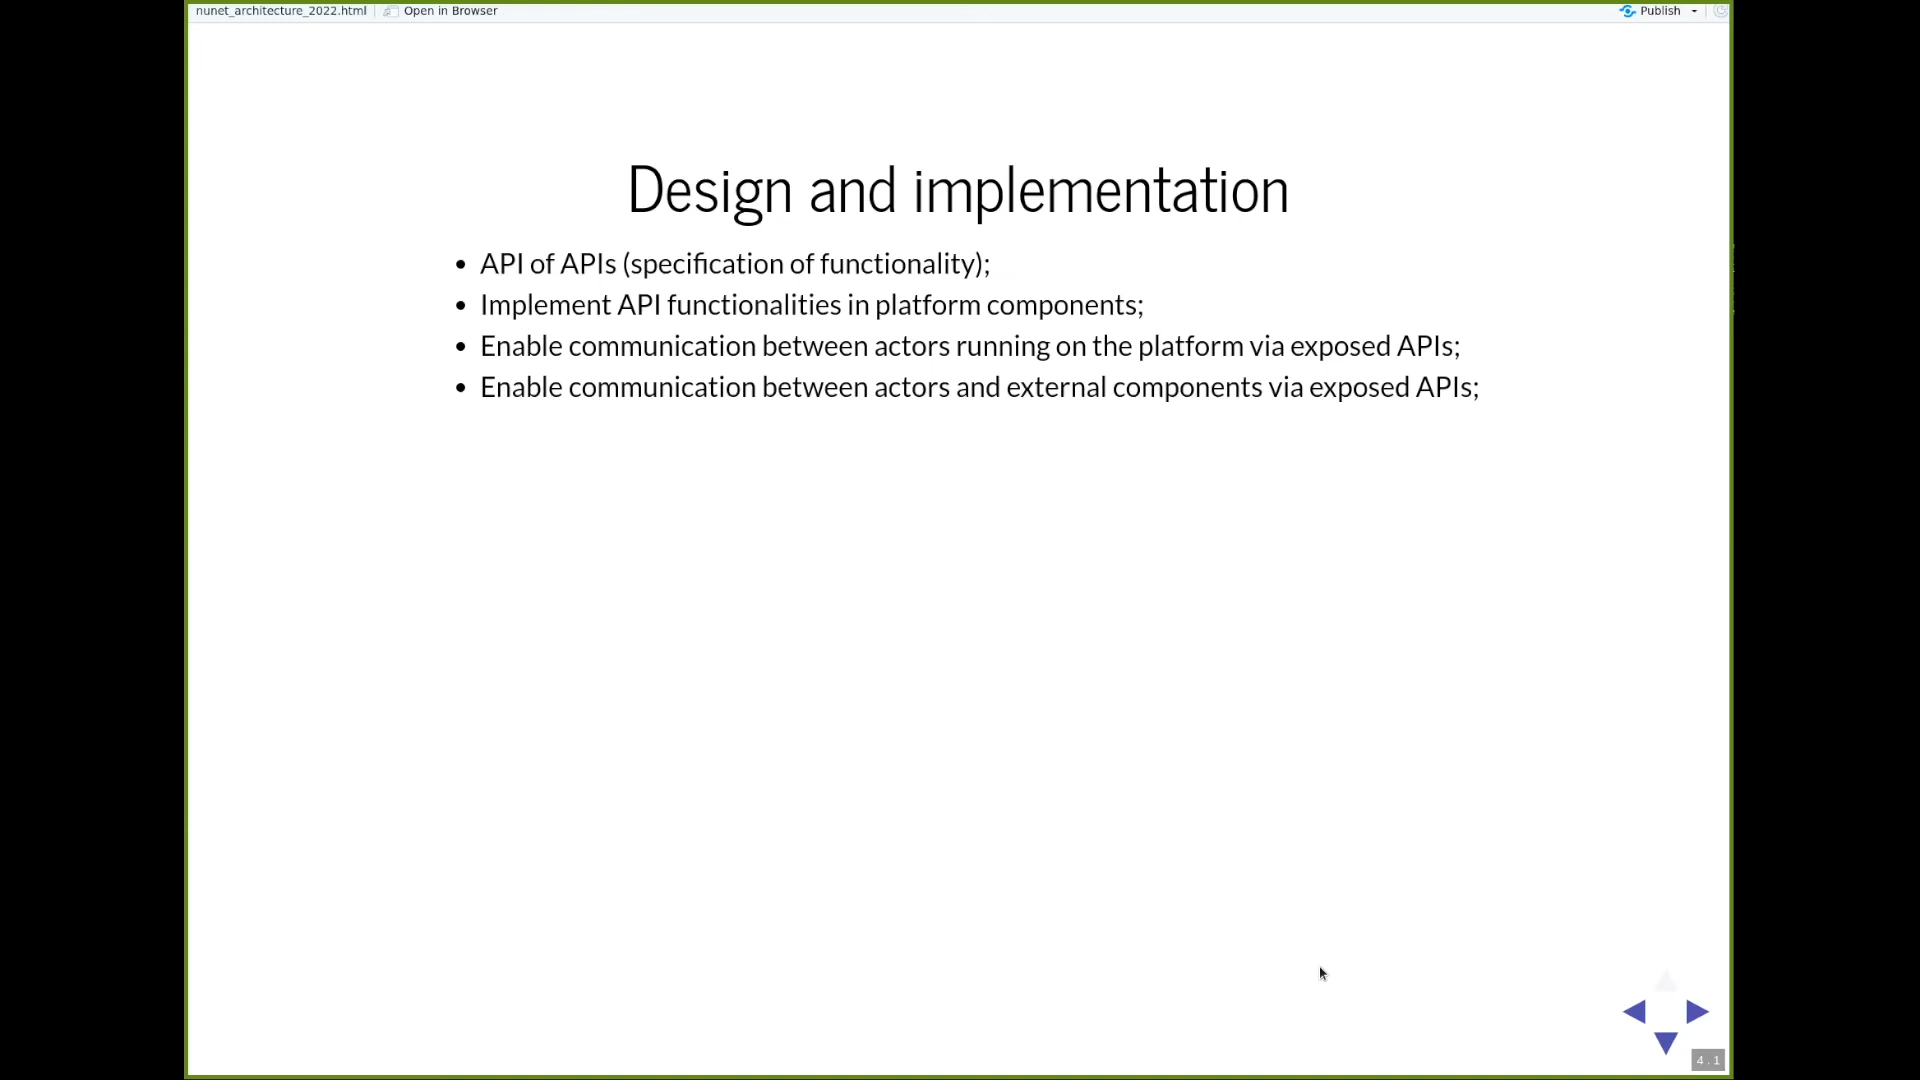 nunet_architecture_2022.html Open in Browser Publish
Design and implementation
• API of APIs (specification of functionality);
• Implement API functionalities in platform components;
• Enable communication between actors running on the platform via exposed APIs;
• Enable communication between actors and external components via exposed APIs;
4 . 1